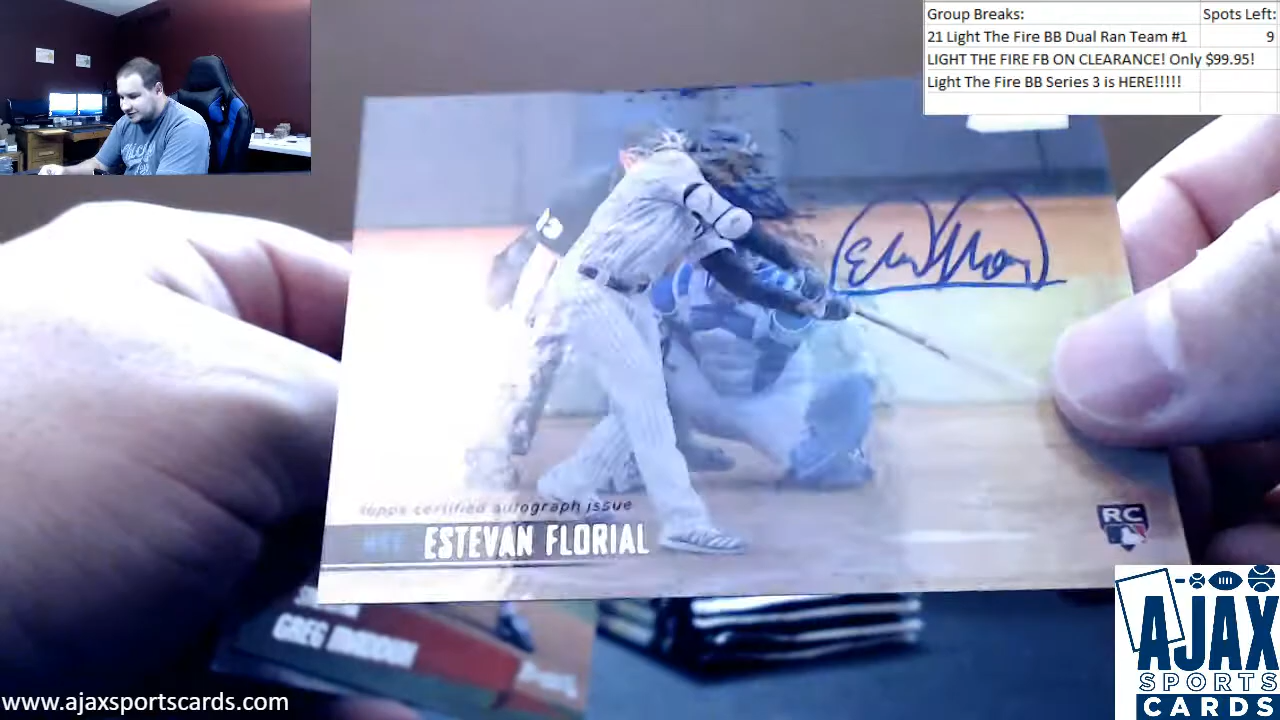 Group Breaks: Spots Left:
21 Light The Fire BB Dual Ran Team #1 9
LIGHT THE FIRE FB ON CLEARANCE! Only $99.95!
Light The Fire BB Series 3 is HERE!!!!!
topps certified autograph issue
ESTEVAN FLORIAL
RC
GREG
AJAX
SPORTS
CARDS
www.ajaxsportscards.com